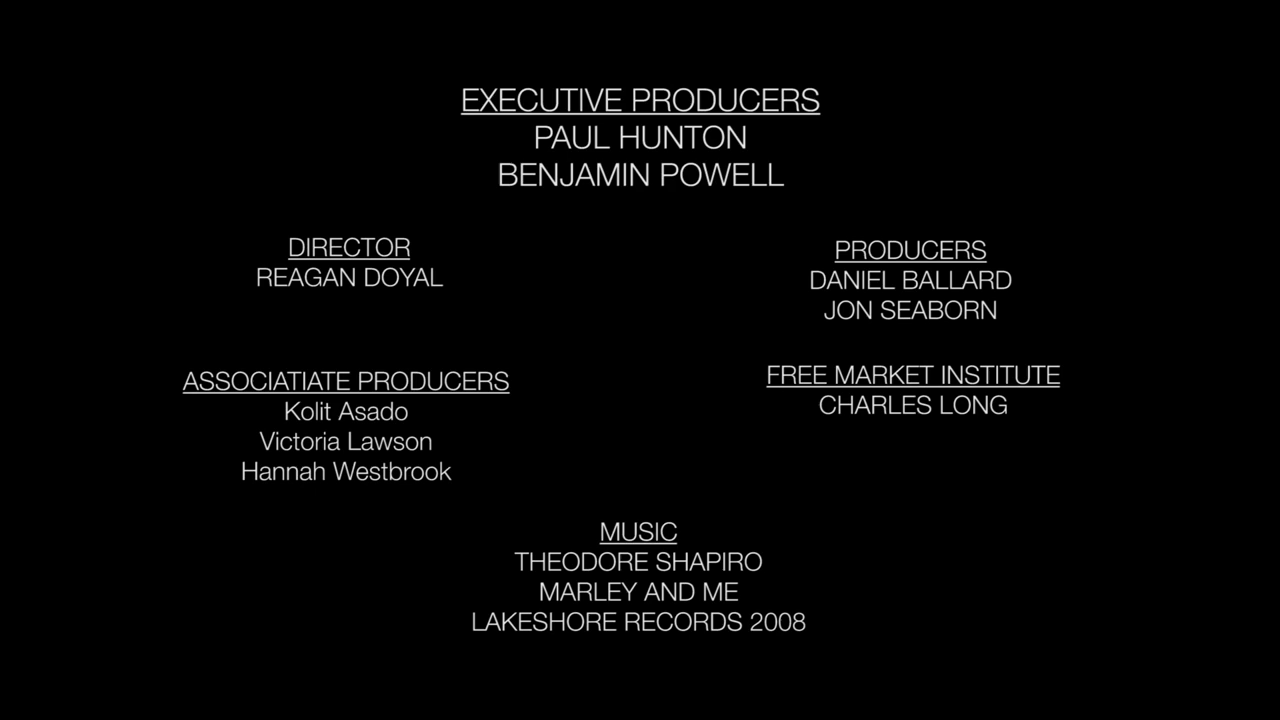 EXECUTIVE PRODUCERS
PAUL HUNTON
BENJAMIN POWELL
DIRECTOR
REAGAN DOYAL
PRODUCERS
DANIEL BALLARD
JON SEABORN
ASSOCIATIATE PRODUCERS
Kolit Asado
Victoria Lawson
Hannah Westbrook
FREE MARKET INSTITUTE
CHARLES LONG
MUSIC
THEODORE SHAPIRO
MARLEY AND ME
LAKESHORE RECORDS 2008